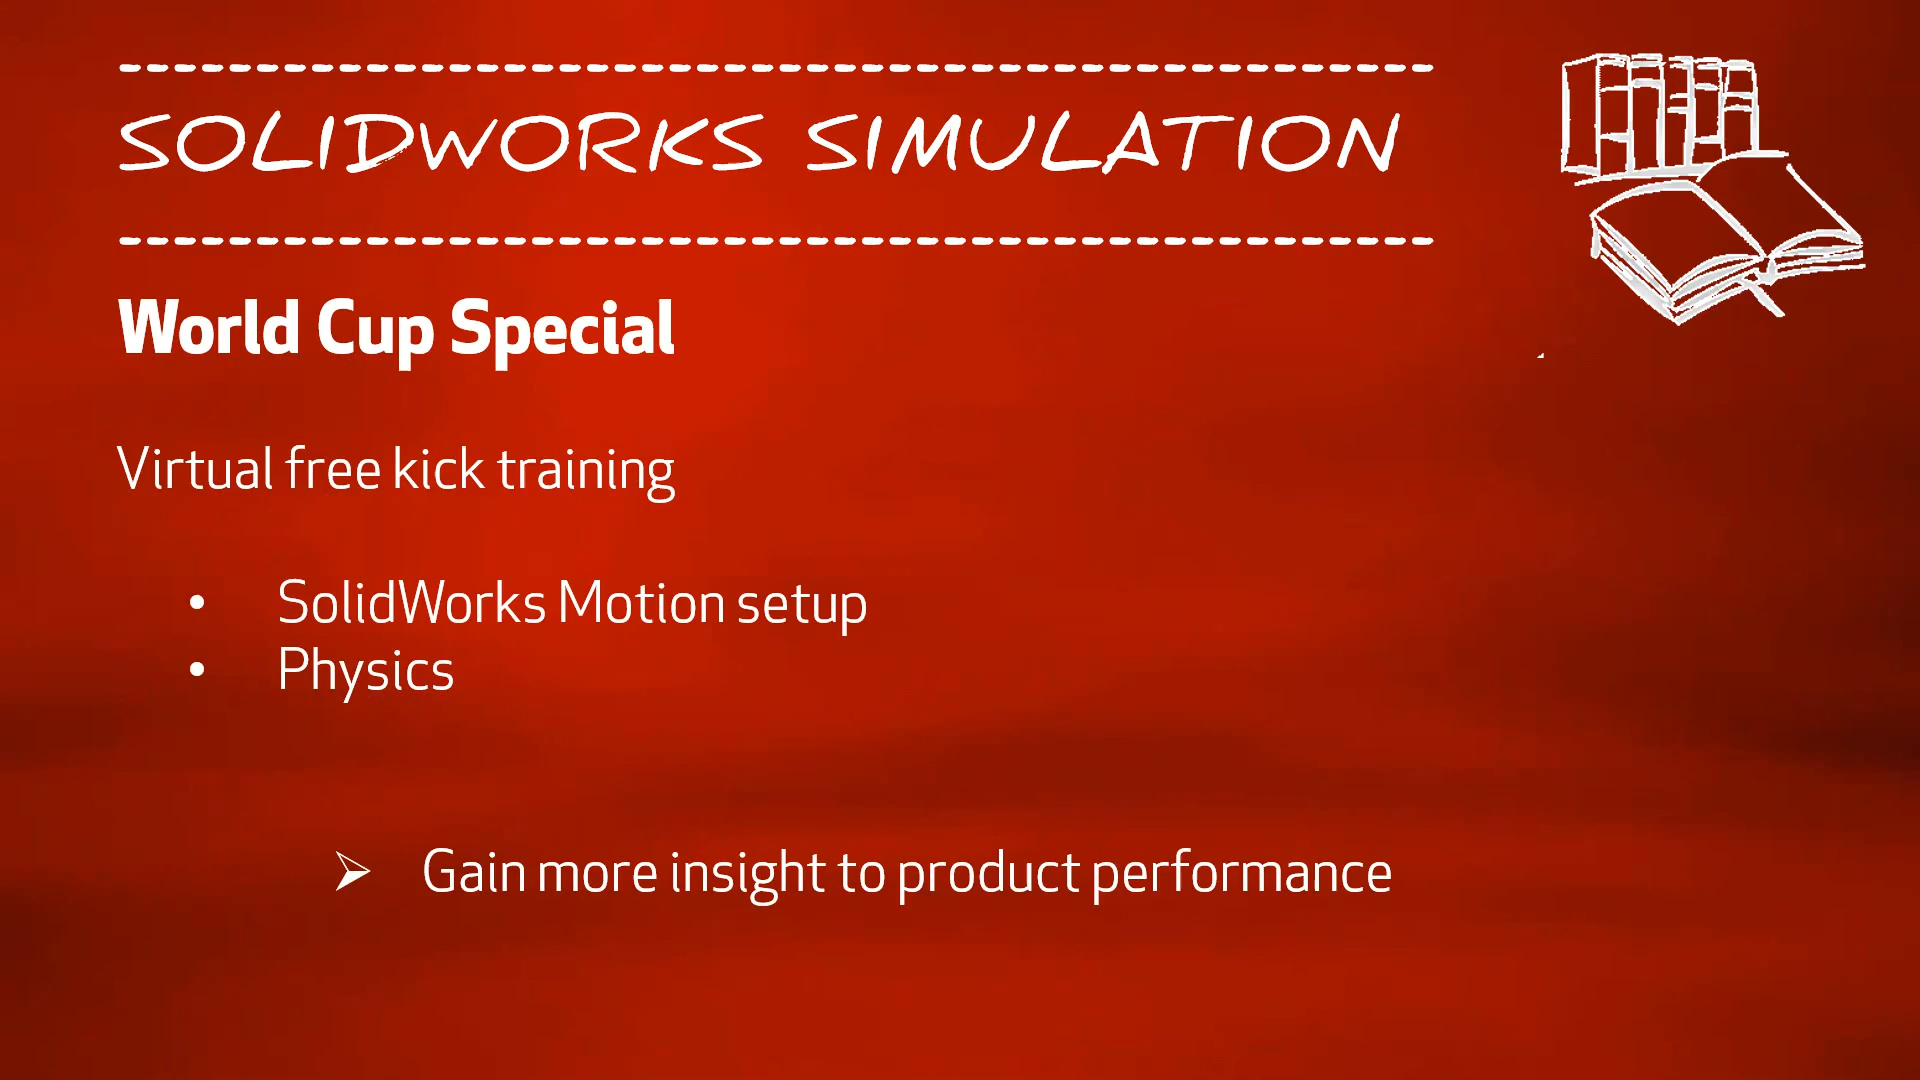 SOLIDWORKS SIMULATION
World Cup Special
Virtual free kick training
• SolidWorks Motion setup
• Physics
➢ Gain more insight to product performance